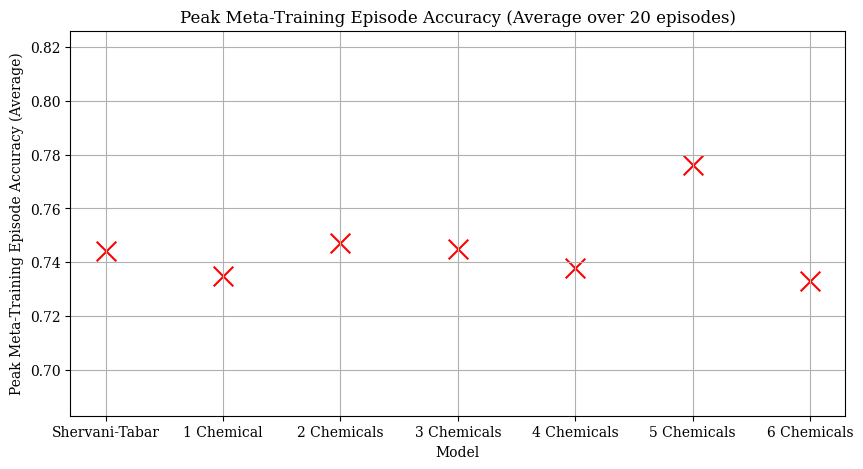 Peak Meta-Training Episode Accuracy (Average over 20 episodes)
Peak Meta-Training Episode Accuracy (Average)
0.82
0.80
0.78
0.76
0.74
0.72
0.70
Shervani-Tabar
1 Chemical
2 Chemicals
3 Chemicals
4 Chemicals
5 Chemicals
6 Chemicals
Model